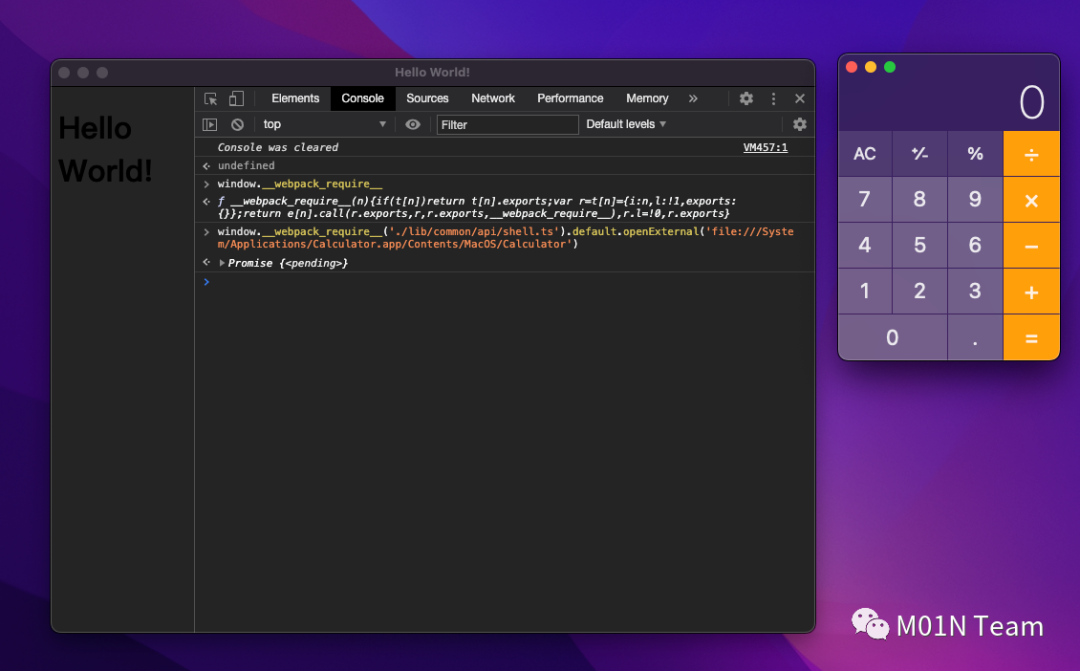 Hello World!
Elements Console Sources Network Performance Memory »
top Filter Default levels
Hello
World!
Console was cleared VM457:1
undefined
window.__webpack_require__
ƒ __webpack_require__(n){if(t[n])return t[n].exports;var r=t[n]={i:n,l:!1,exports:
{}};return e[n].call(r.exports,r,r.exports,__webpack_require__),r.l=!0,r.exports}
window.__webpack_require__('./lib/common/api/shell.ts').default.openExternal('file:///Syste
m/Applications/Calculator.app/Contents/MacOS/Calculator')
Promise {<pending>}
0
AC +/- % ÷
7 8 9 ×
4 5 6 −
1 2 3 +
0 . =
M01N Team